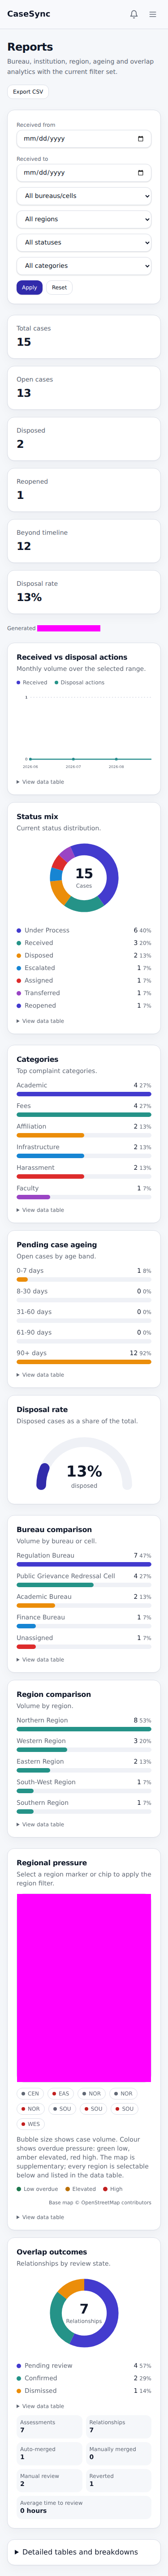 CaseSync
Reports
Bureau, institution, region, ageing and overlap
analytics with the current filter set.
Export CSV
Received from
mm/dd/yyyy
Received to
mm/dd/yyyy
All bureaus/cells
All regions
All statuses
All categories
Apply
Reset
Total cases
15
Open cases
13
Disposed
2
Reopened
1
Beyond timeline
12
Disposal rate
13%
Generated
Received vs disposal actions
Monthly volume over the selected range.
Received
Disposal actions
1
0
2026-06
2026-07
2026-08
View data table
Status mix
Current status distribution.
15
Cases
Under Process 6 40%
Received 3 20%
Disposed 2 13%
Escalated 1 7%
Assigned 1 7%
Transferred 1 7%
Reopened 1 7%
View data table
Categories
Top complaint categories.
Academic 4 27%
Fees 4 27%
Affiliation 2 13%
Infrastructure 2 13%
Harassment 2 13%
Faculty 1 7%
View data table
Pending case ageing
Open cases by age band.
0-7 days 1 8%
8-30 days 0 0%
31-60 days 0 0%
61-90 days 0 0%
90+ days 12 92%
View data table
Disposal rate
Disposed cases as a share of the total.
13%
disposed
Bureau comparison
Volume by bureau or cell.
Regulation Bureau 7 47%
Public Grievance Redressal Cell 4 27%
Academic Bureau 2 13%
Finance Bureau 1 7%
Unassigned 1 7%
View data table
Region comparison
Volume by region.
Northern Region 8 53%
Western Region 3 20%
Eastern Region 2 13%
South-West Region 1 7%
Southern Region 1 7%
View data table
Regional pressure
Select a region marker or chip to apply the
region filter.
CEN
EAS
NOR
NOR
NOR
SOU
SOU
SOU
WES
Bubble size shows case volume. Colour
shows overdue pressure: green low,
amber elevated, red high. The map is
supplementary; every region is selectable
below and listed in the data table.
Low overdue
Elevated
High
Base map © OpenStreetMap contributors
View data table
Overlap outcomes
Relationships by review state.
7
Relationships
Pending review 4 57%
Confirmed 2 29%
Dismissed 1 14%
View data table
Assessments
7
Relationships
7
Auto-merged
1
Manually merged
0
Manual review
2
Reverted
1
Average time to review
0 hours
Detailed tables and breakdowns